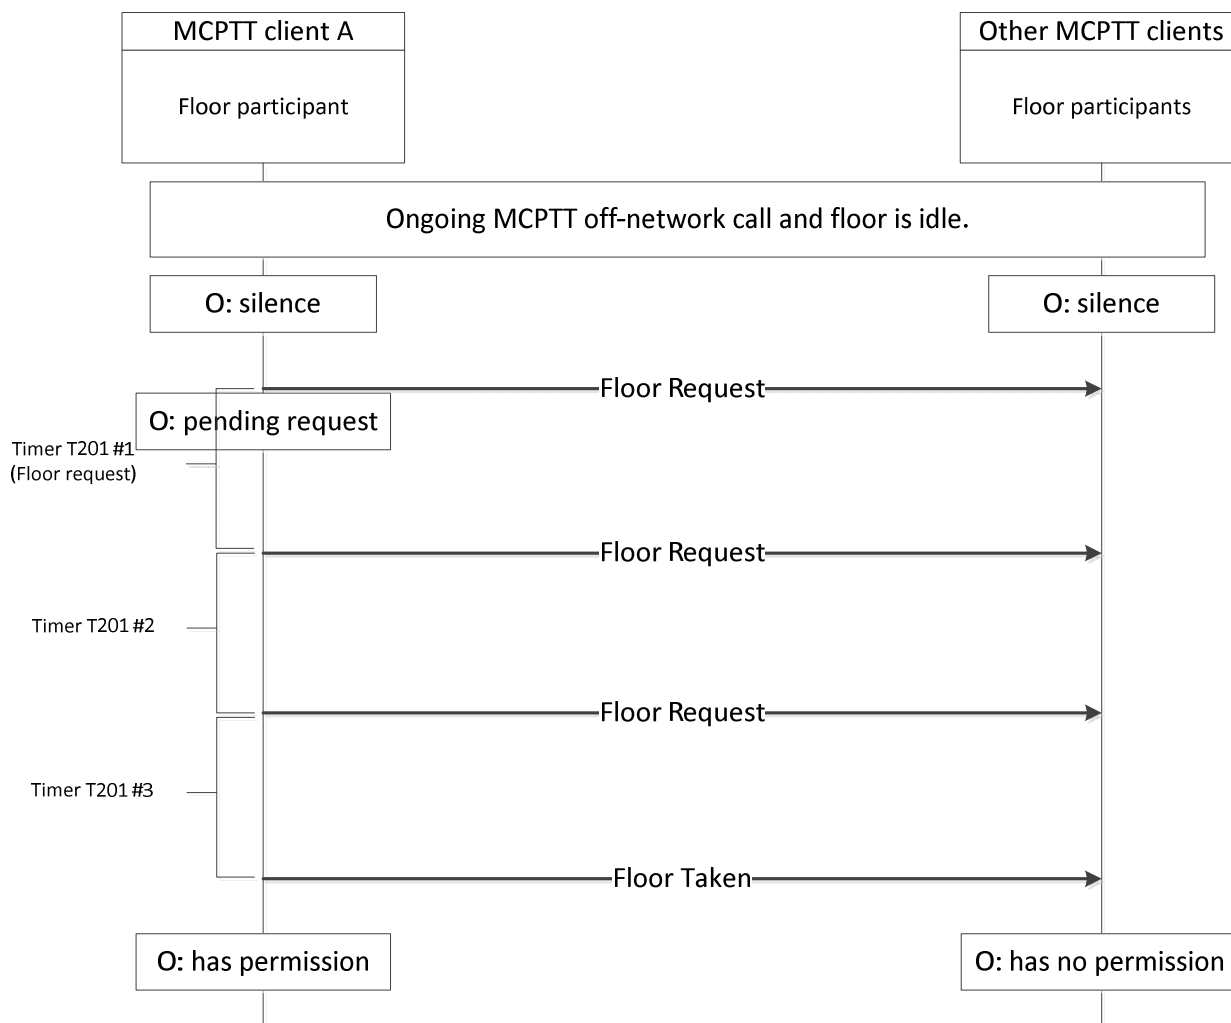 MCPTT client A
Other MCPTT clients
Floor participant
Floor participants
Ongoing MCPTT off-network call and floor is idle.
O: silence
O: silence
Floor Request
O: pending request
Timer T201 #1
(Floor request)
Floor Request
Timer T201 #2
Floor Request
Timer T201 #3
Floor Taken
O: has permission
O: has no permission